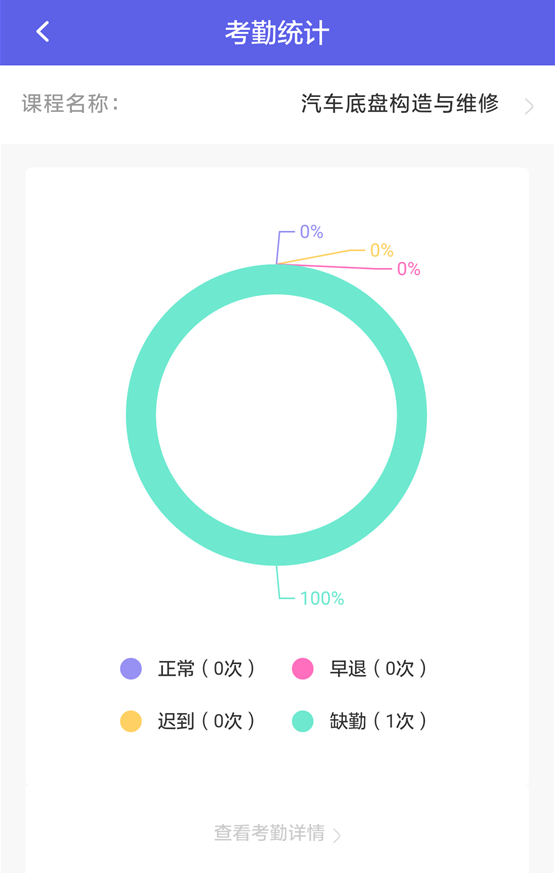 考勤统计
课程名称：
汽车底盘构造与维修
0%
0%
0%
100%
正常（0次）
早退（0次）
迟到（0次）
缺勤（1次）
查看考勤详情